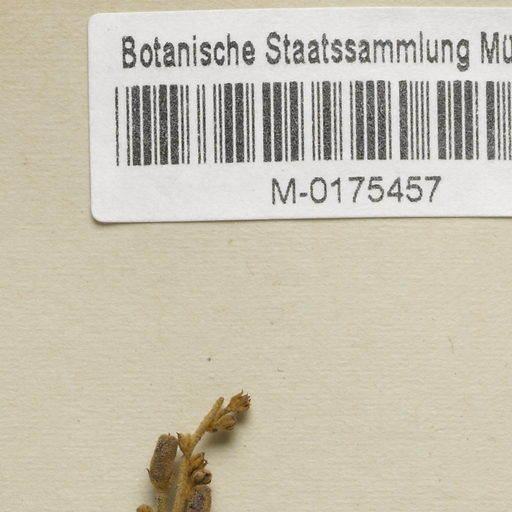 Botanische Staatssammlung Mü
M-0175457